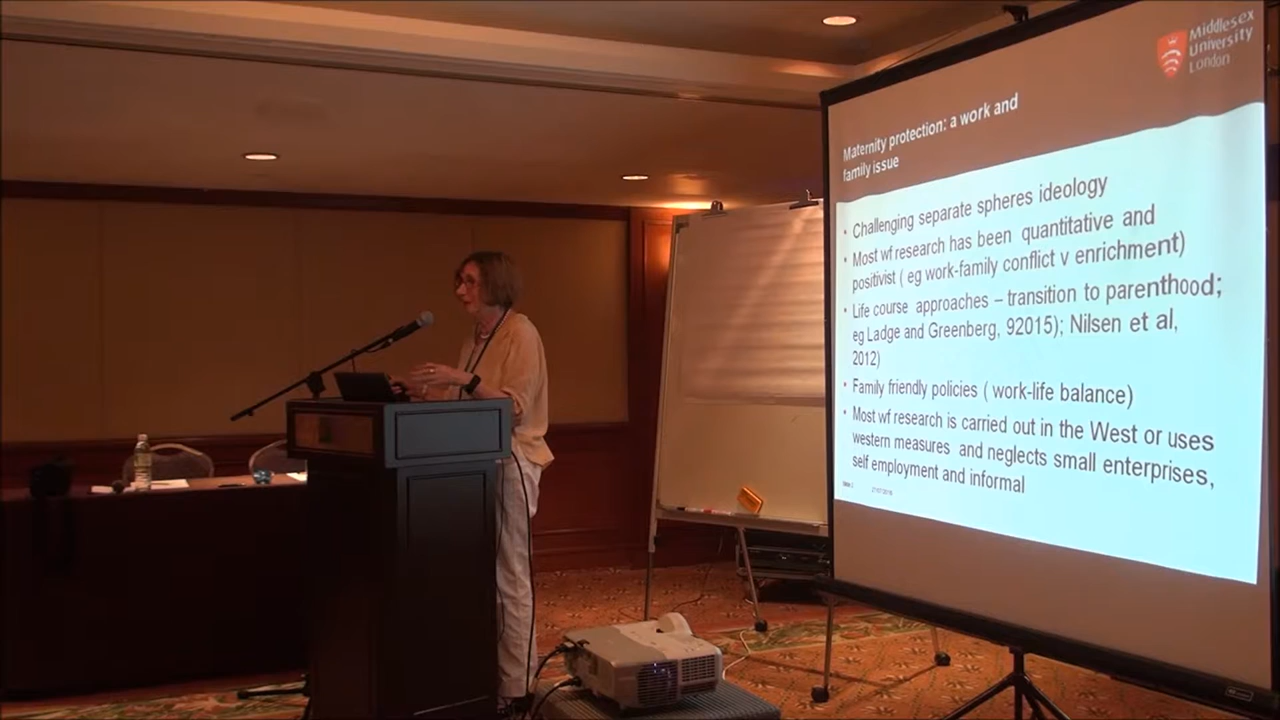 Middlesex
University
London
Maternity protection: a work and
family issue
• Challenging separate spheres ideology
• Most wf research has been quantitative and
positivist ( eg work-family conflict v enrichment)
• Life course approaches – transition to parenthood;
eg Ladge and Greenberg, 92015); Nilsen et al,
2012)
• Family friendly policies ( work-life balance)
• Most wf research is carried out in the West or uses
western measures and neglects small enterprises,
self employment and informal